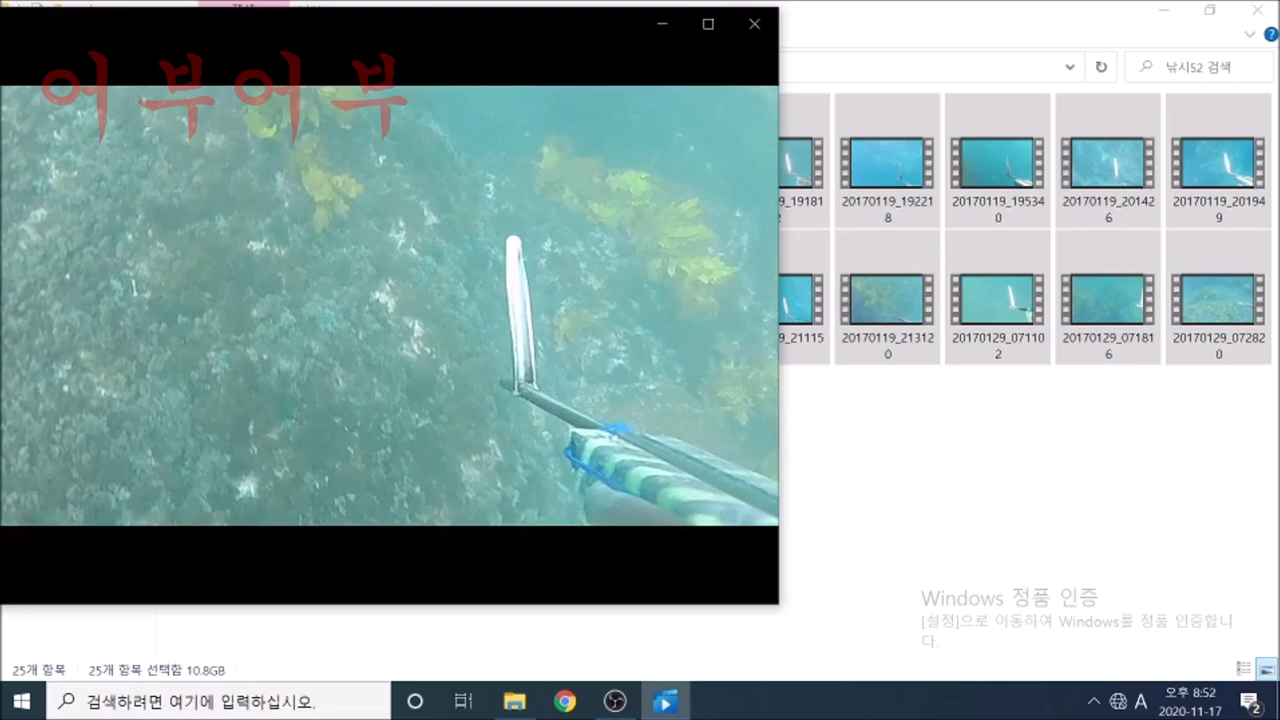 어부어부
낚시52 검색
9_19181
2
20170119_19221
8
20170119_19534
0
20170119_20142
6
20170119_20194
9
9_21115
20170119_21312
0
20170129_07110
2
20170129_07181
6
20170129_07282
0
Windows 정품 인증
[설정]으로 이동하여 Windows를 정품 인증합니
다.
25개 항목 25개 항목 선택함 10.8GB
검색하려면 여기에 입력하십시오.
A
오후 8:52
2020-11-17
2